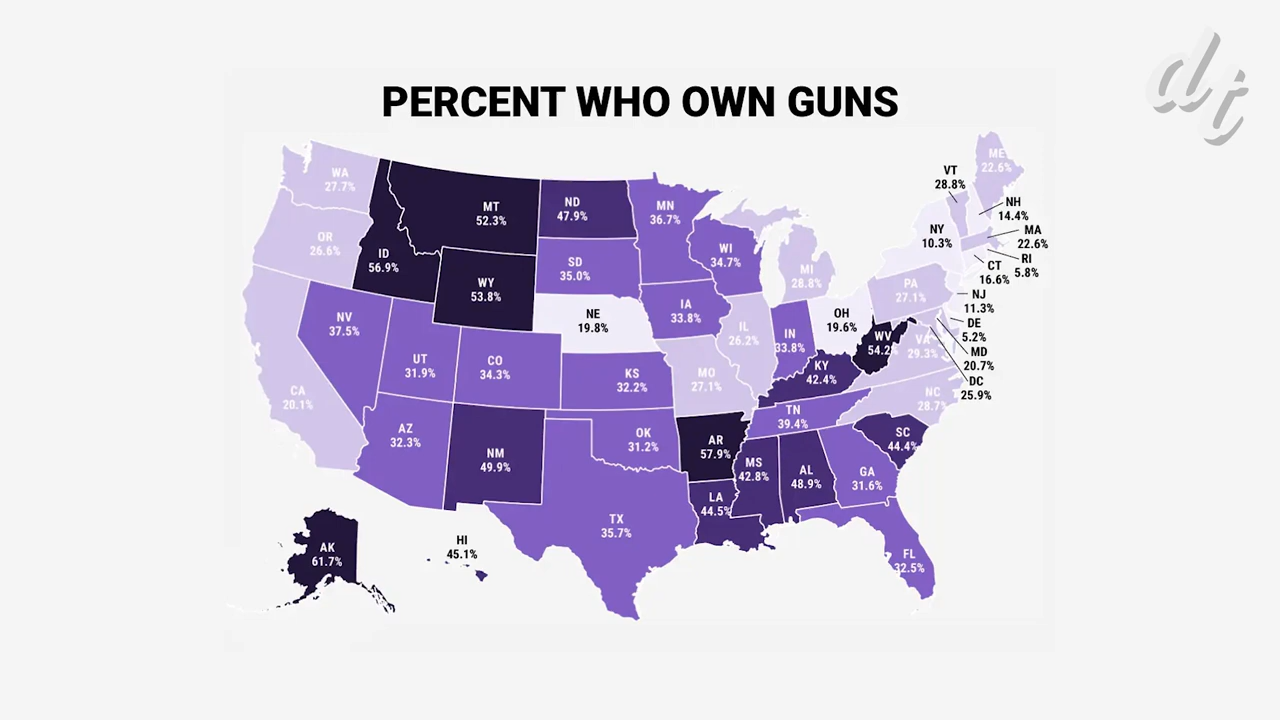 dt
PERCENT WHO OWN GUNS
WA
27.7%
OR
26.6%
CA
20.1%
ID
56.9%
NV
37.5%
MT
52.3%
WY
53.8%
UT
31.9%
AZ
32.3%
CO
34.3%
NM
49.9%
ND
47.9%
SD
35.0%
NE
19.8%
KS
32.2%
OK
31.2%
TX
35.7%
MN
36.7%
IA
33.8%
MO
27.1%
AR
57.9%
LA
44.5%
WI
34.7%
IL
26.2%
MI
28.8%
IN
33.8%
OH
19.6%
KY
42.4%
TN
39.4%
MS
42.8%
AL
48.9%
GA
31.6%
FL
32.5%
SC
44.4%
NC
28.7%
VA
29.3%
WV
54.2%
PA
27.1%
NY
10.3%
VT
28.8%
ME
22.6%
NH
14.4%
MA
22.6%
RI
5.8%
CT
16.6%
NJ
11.3%
DE
5.2%
MD
20.7%
DC
25.9%
AK
61.7%
HI
45.1%